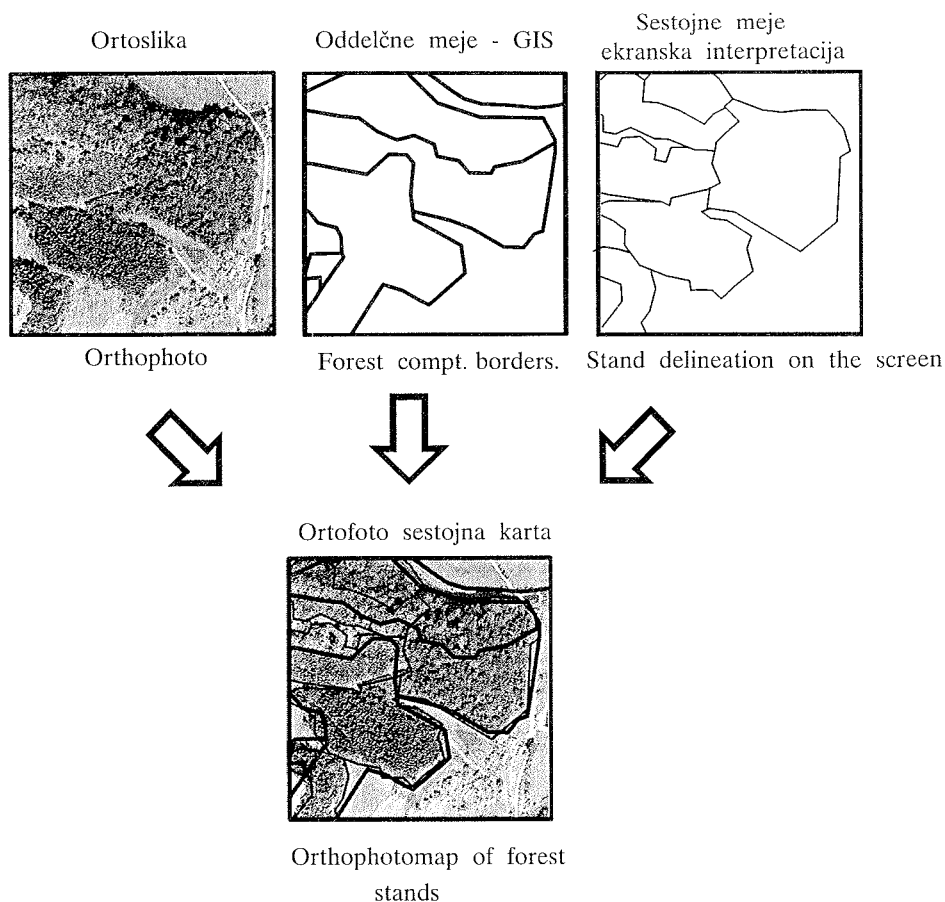 Ortoslika
Oddelčne meje - GIS
Sestojne meje
ekranska interpretacija
Orthophoto
Forest compt. borders.
Stand delineation on the screen
Ortofoto sestojna karta
Orthophotomap of forest
stands